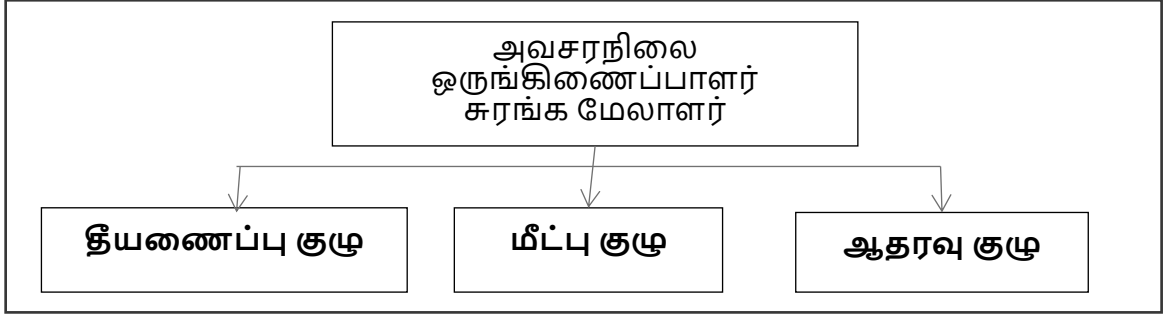 அவசரநிலை
ஒருங்கிணைப்பாளர்
சுரங்க மேலாளர்
தீயணைப்பு குழு
மீட்பு குழு
ஆதரவு குழு